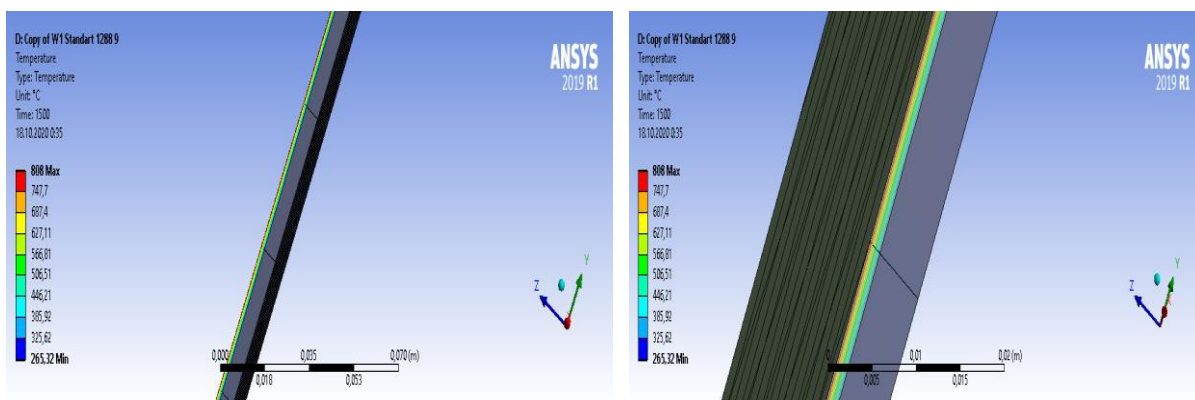 D: Copy of W1 Standart 1288 9
Temperature
Type: Temperature
Unit: °C
Time: 1500
18.10.2020 0:35
808 Max
747,7
687,4
627,11
566,81
506,51
446,21
385,92
325,62
265,32 Min
ANSYS
2019 R1
Y
Z
0,000
0,035
0,070 (m)
0,018
0,053
D: Copy of W1 Standart 1288 9
Temperature
Type: Temperature
Unit: °C
Time: 1500
18.10.2020 0:35
808 Max
747,7
687,4
627,11
566,81
506,51
446,21
385,92
325,62
265,32 Min
ANSYS
2019 R1
Y
Z
0
0,01
0,02 (m)
0,005
0,015